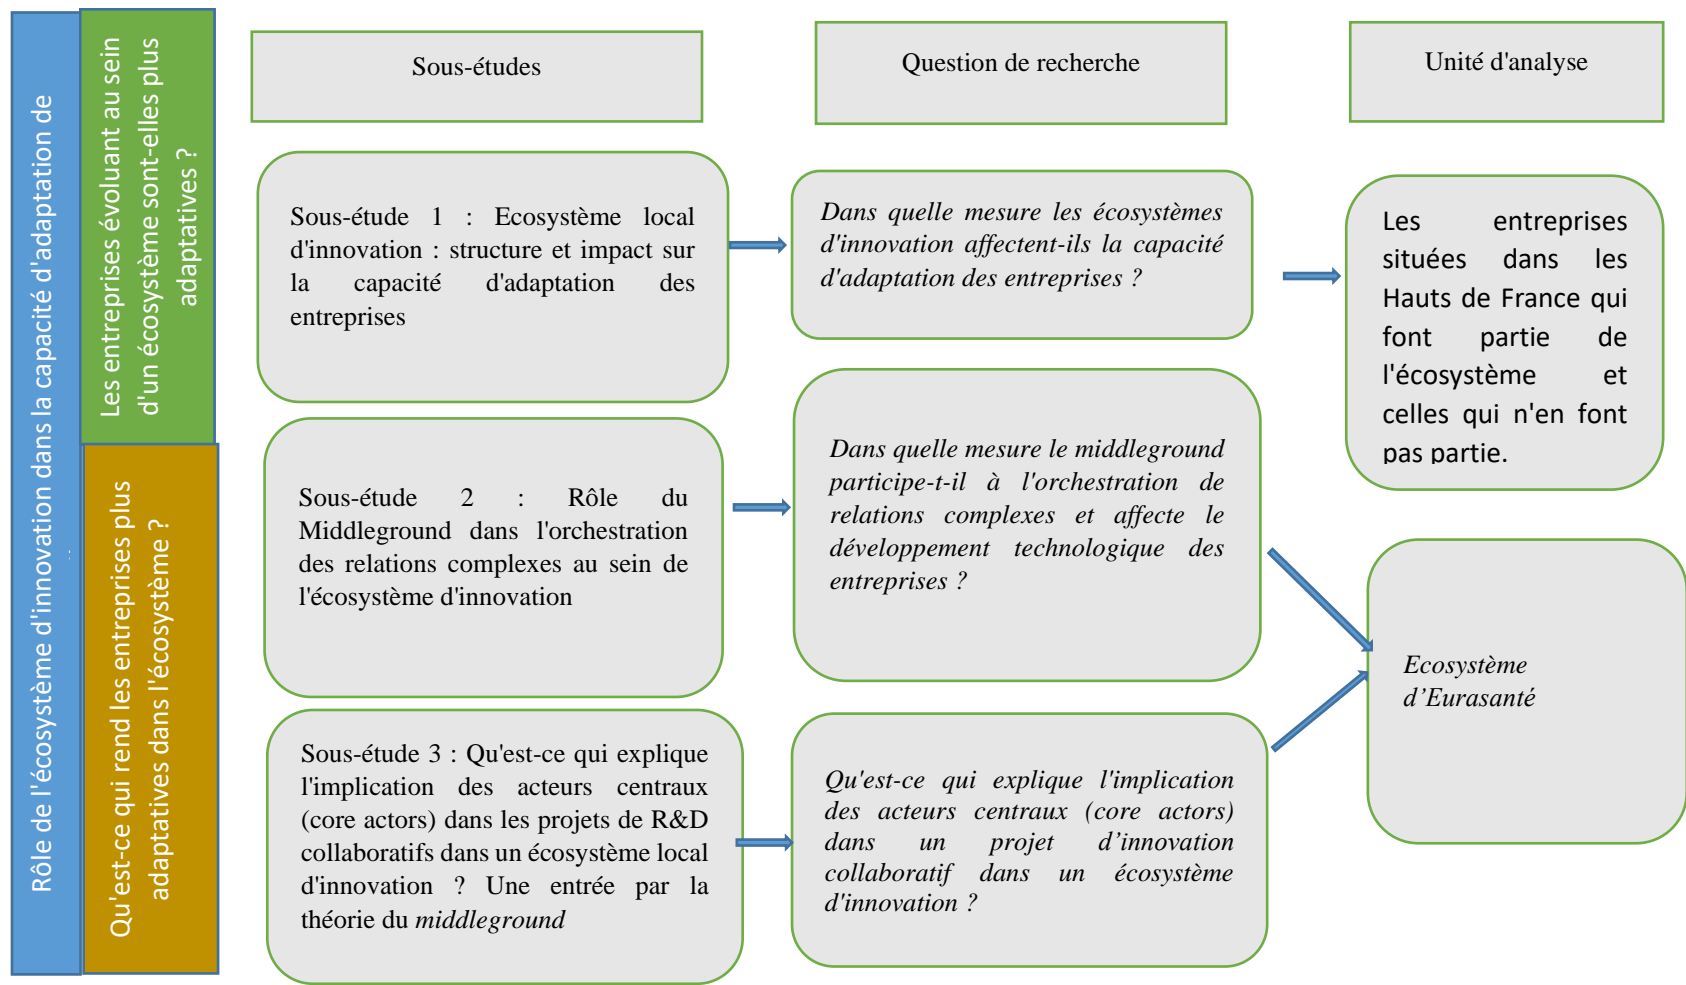 Rôle de l'écosystème d'innovation dans la capacité d'adaptation de
Les entreprises évoluant au sein
d'un écosystème sont-elles plus
adaptatives ?
Qu'est-ce qui rend les entreprises plus
adaptatives dans l'écosystème ?
Sous-études
Question de recherche
Unité d'analyse
Sous-étude 1 : Ecosystème local
d'innovation : structure et impact sur
la capacité d'adaptation des
entreprises
Dans quelle mesure les écosystèmes
d'innovation affectent-ils la capacité
d'adaptation des entreprises ?
Les entreprises
situées dans les
Hauts de France qui
font partie de
l'écosystème et
celles qui n'en font
pas partie.
Sous-étude 2 : Rôle du
Middleground dans l'orchestration
des relations complexes au sein de
l'écosystème d'innovation
Dans quelle mesure le middleground
participe-t-il à l'orchestration de
relations complexes et affecte le
développement technologique des
entreprises ?
Ecosystème
d’Eurasanté
Sous-étude 3 : Qu'est-ce qui explique
l'implication des acteurs centraux
(core actors) dans les projets de R&D
collaboratifs dans un écosystème local
d'innovation ? Une entrée par la
théorie du middleground
Qu'est-ce qui explique l'implication
des acteurs centraux (core actors)
dans un projet d’innovation
collaboratif dans un écosystème
d'innovation ?